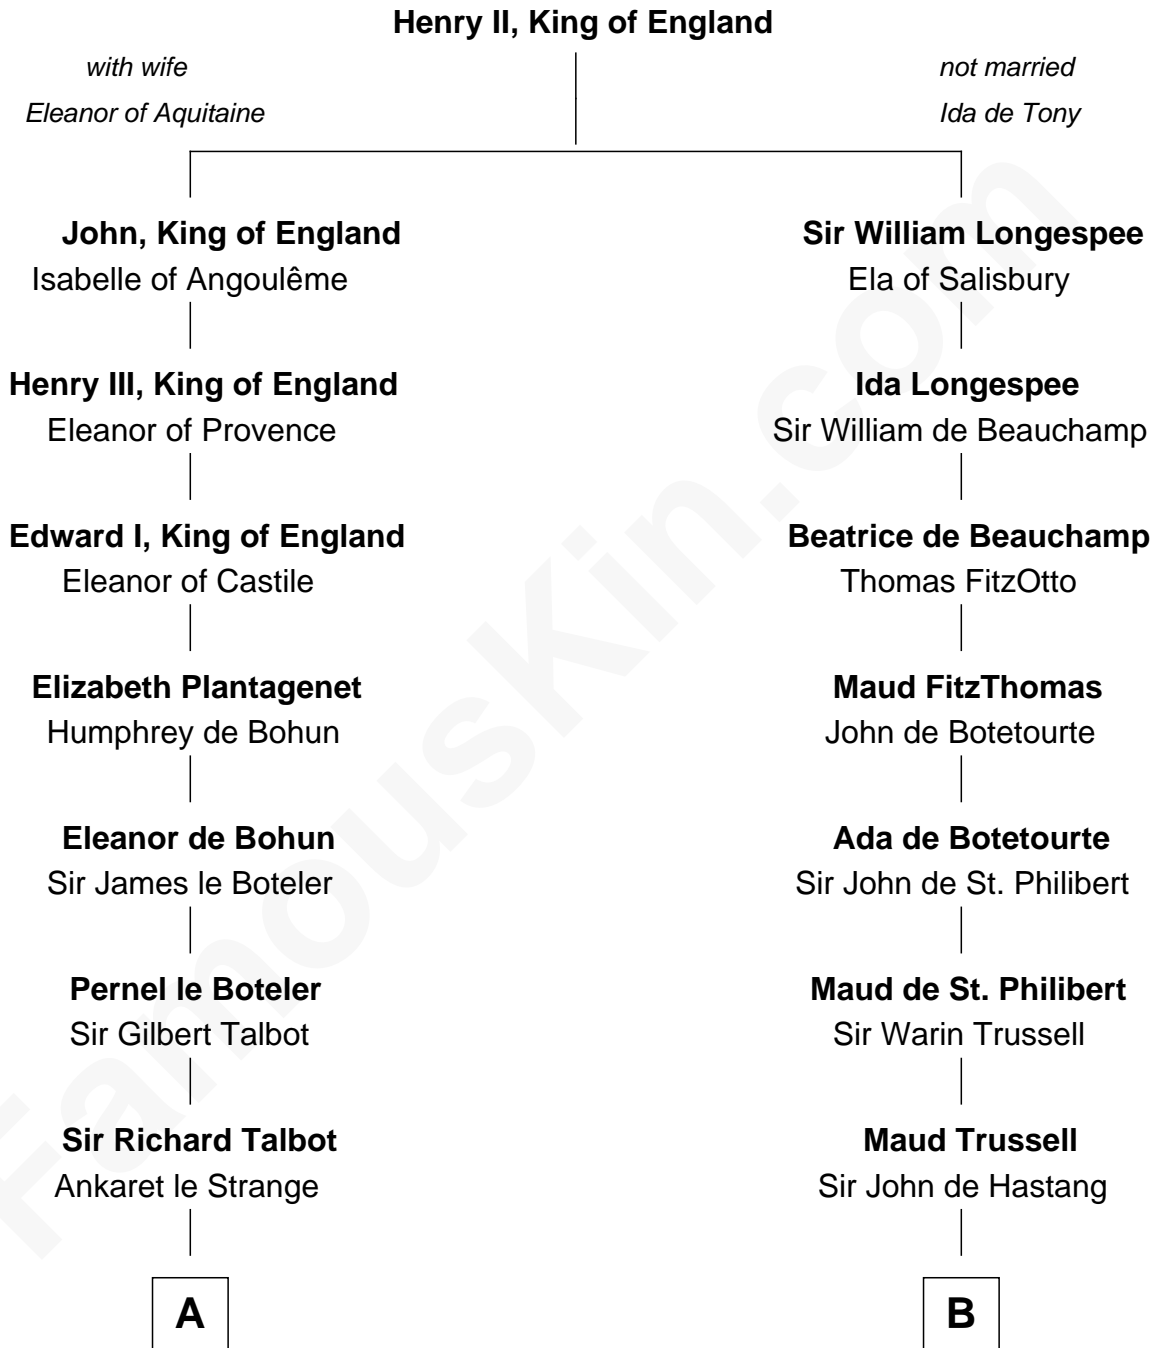 Henry II, King of England
with wife
Eleanor of Aquitaine
not married
Ida de Tony
John, King of England
Isabelle of Angoulême
Sir William Longespee
Ela of Salisbury
Henry III, King of England
Eleanor of Provence
Ida Longespee
Sir William de Beauchamp
Edward I, King of England
Eleanor of Castile
Beatrice de Beauchamp
Thomas FitzOtto
Elizabeth Plantagenet
Humphrey de Bohun
Maud FitzThomas
John de Botetourte
Eleanor de Bohun
Sir James le Boteler
Ada de Botetourte
Sir John de St. Philibert
Pernel le Boteler
Sir Gilbert Talbot
Maud de St. Philibert
Sir Warin Trussell
Sir Richard Talbot
Ankaret le Strange
Maud Trussell
Sir John de Hastang
A
B
FamousKin.com